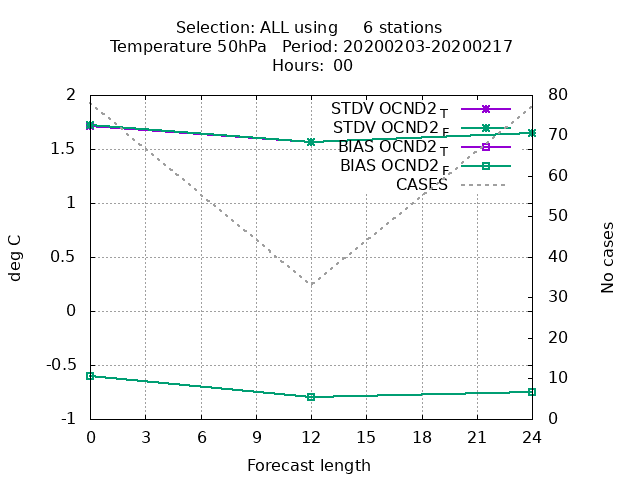 Selection: ALL using 6 stations
Temperature 50hPa Period: 20200203-20200217
Hours: 00
STDV OCND2_T
STDV OCND2_F
BIAS OCND2_T
BIAS OCND2_F
CASES
2
1.5
1
0.5
0
-0.5
-1
deg C
80
70
60
50
40
30
20
10
0
No cases
0 3 6 9 12 15 18 21 24
Forecast length